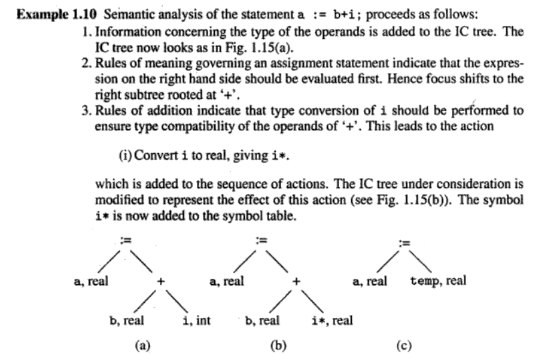 Example 1.10 Semantic analysis of the statement a := b+i; proceeds as follows:
1. Information concerning the type of the operands is added to the IC tree. The
IC tree now looks as in Fig. 1.15(a).
2. Rules of meaning governing an assignment statement indicate that the expres-
sion on the right hand side should be evaluated first. Hence focus shifts to the
right subtree rooted at '+'.
3. Rules of addition indicate that type conversion of i should be performed to
ensure type compatibility of the operands of '+'. This leads to the action
(i) Convert i to real, giving i*.
which is added to the sequence of actions. The IC tree under consideration is
modified to represent the effect of this action (see Fig. 1.15(b)). The symbol
i* is now added to the symbol table.
:= := :=
a, real + a, real + a, real temp, real
b, real i, int b, real i*, real
(a) (b) (c)